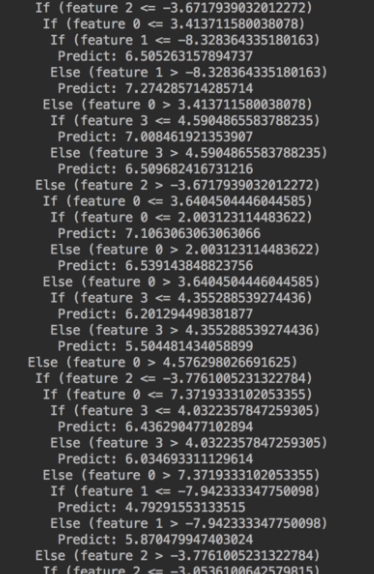 If (feature 2 <= -3.6717939032012272)
If (feature 0 <= 3.413711580038078)
If (feature 1 <= -8.328364335180163)
Predict: 6.505263157894737
Else (feature 1 > -8.328364335180163)
Predict: 7.274285714285714
Else (feature 0 > 3.413711580038078)
If (feature 3 <= 4.5904865583788235)
Predict: 7.008461921353907
Else (feature 3 > 4.5904865583788235)
Predict: 6.509682416731216
Else (feature 2 > -3.6717939032012272)
If (feature 0 <= 3.6404504446044585)
If (feature 0 <= 2.003123114483622)
Predict: 7.1063063063063066
Else (feature 0 > 2.003123114483622)
Predict: 6.539143848823756
Else (feature 0 > 3.6404504446044585)
If (feature 3 <= 4.355288539274436)
Predict: 6.201294498381877
Else (feature 3 > 4.355288539274436)
Predict: 5.504481434058899
Else (feature 0 > 4.576298026691625)
If (feature 2 <= -3.7761005231322784)
If (feature 0 <= 7.3719333102053355)
If (feature 3 <= 4.0322357847259305)
Predict: 6.436290477102894
Else (feature 3 > 4.0322357847259305)
Predict: 6.034693311129614
Else (feature 0 > 7.3719333102053355)
If (feature 1 <= -7.942333347750098)
Predict: 4.79291553133515
Else (feature 1 > -7.942333347750098)
Predict: 5.870479947403024
Else (feature 2 > -3.7761005231322784)
If (feature 2 <= -3.0536100642579815)